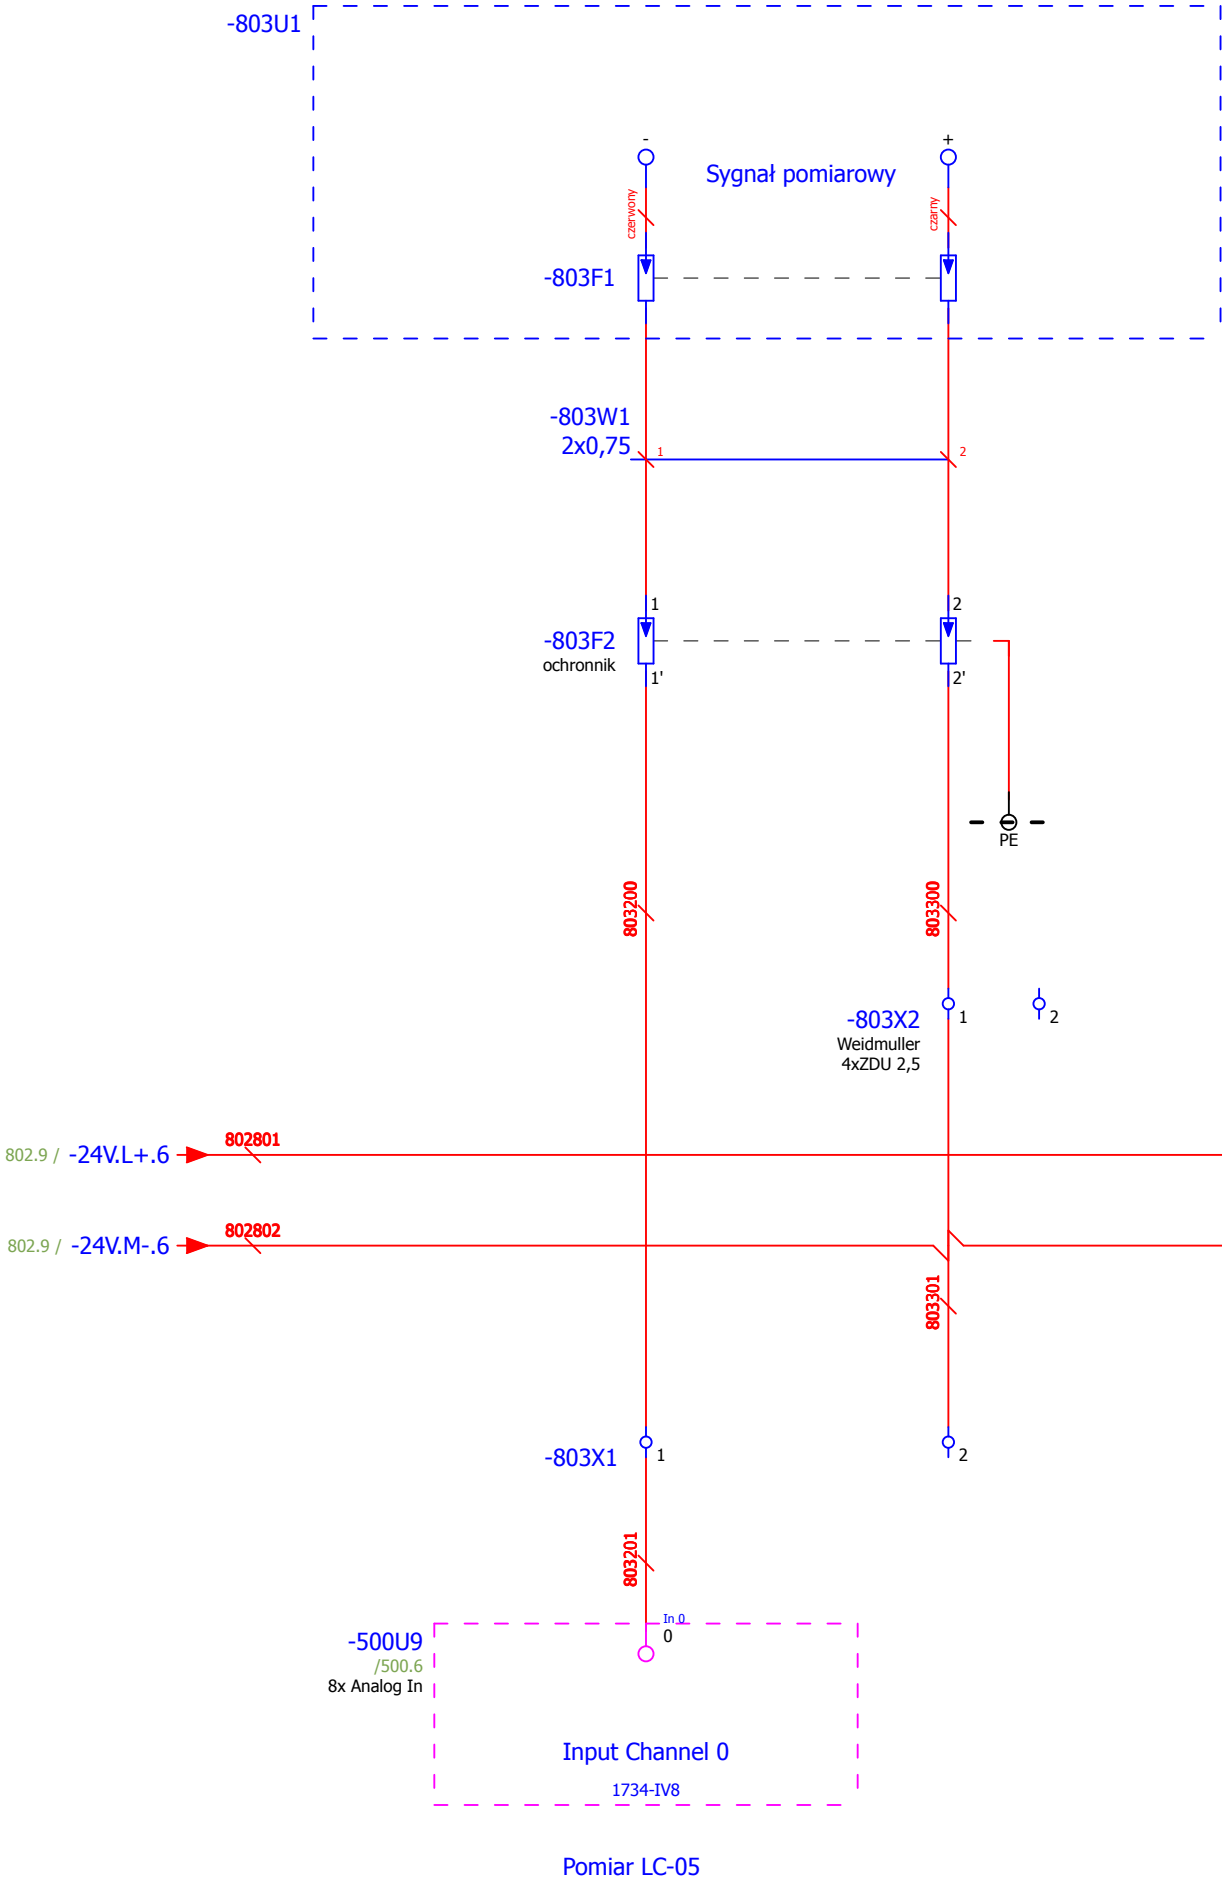 -803U1
-
+
Sygnał pomiarowy
czerwony
czarny
-803F1
-803W1
2x0,75
1
2
1
2
-803F2
ochronnik
1'
2'
PE
803200
803300
-803X2
Weidmuller
4xZDU 2,5
1
2
802.9 / -24V.L+.6
802801
802.9 / -24V.M-.6
802802
803301
-803X1
1
2
803201
In 0
0
-500U9
/500.6
8x Analog In
Input Channel 0
1734-IV8
Pomiar LC-05